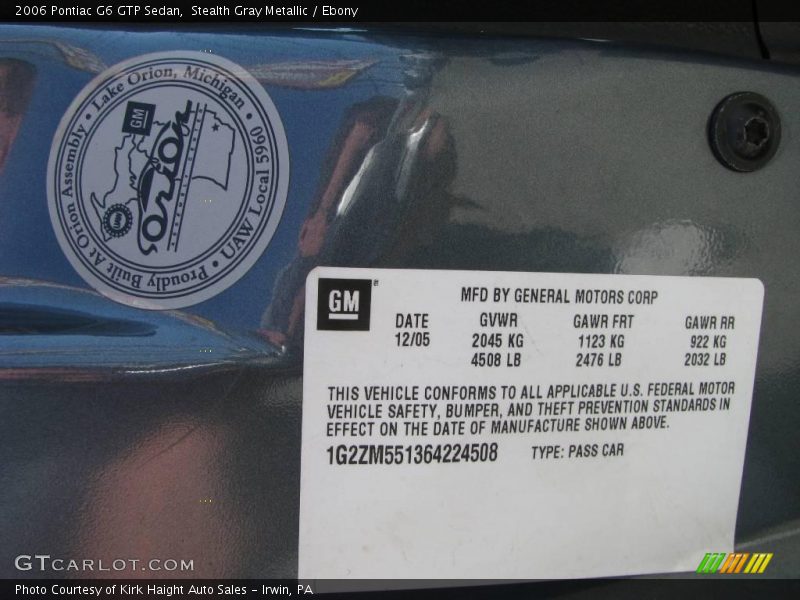 2006 Pontiac G6 GTP Sedan,  Stealth Gray Metallic / Ebony
Proudly Built At Orion Assembly • Lake Orion, Michigan •
UAW Local 5960 •
GM
orion
GM
MFD BY GENERAL MOTORS CORP
DATE GVWR GAWR FRT GAWR RR
12/05 2045 KG 1123 KG 922 KG
4508 LB 2476 LB 2032 LB
THIS VEHICLE CONFORMS TO ALL APPLICABLE U.S. FEDERAL MOTOR
VEHICLE SAFETY, BUMPER, AND THEFT PREVENTION STANDARDS IN
EFFECT ON THE DATE OF MANUFACTURE SHOWN ABOVE.
1G2ZM551364224508 TYPE: PASS CAR
GTCARLOT.COM
Photo Courtesy of Kirk Haight Auto Sales - Irwin, PA